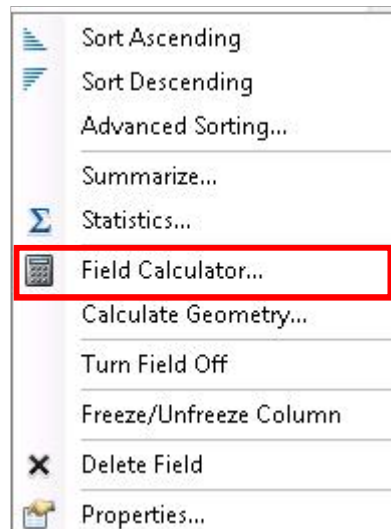 Sort Ascending
Sort Descending
Advanced Sorting...
Summarize...
Statistics...
Field Calculator...
Calculate Geometry...
Turn Field Off
Freeze/Unfreeze Column
Delete Field
Properties...